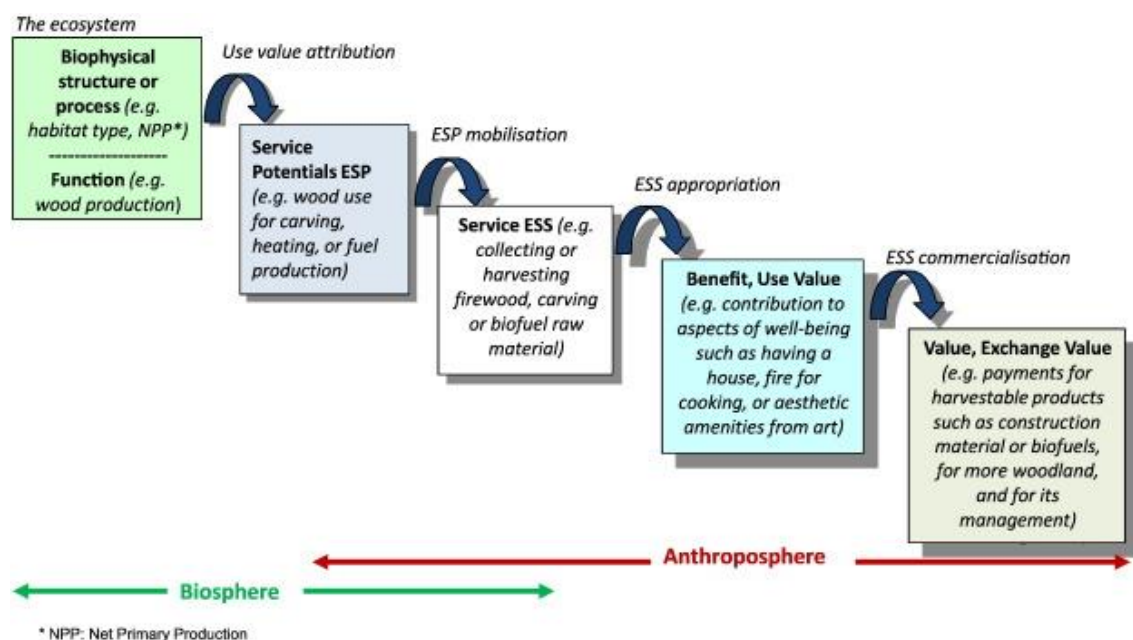 The ecosystem
Biophysical
structure or
process (e.g.
habitat type, NPP*)
-------------------
Function (e.g.
wood production)
Use value attribution
Service
Potentials ESP
(e.g. wood use
for carving,
heating, or fuel
production)
ESP mobilisation
Service ESS (e.g.
collecting or
harvesting
firewood, carving
or biofuel raw
material)
ESS appropriation
Benefit, Use Value
(e.g. contribution to
aspects of well-being
such as having a
house, fire for
cooking, or aesthetic
amenities from art)
ESS commercialisation
Value, Exchange Value
(e.g. payments for
harvestable products
such as construction
material or biofuels,
for more woodland,
and for its
management)
Anthroposphere
Biosphere
* NPP: Net Primary Production